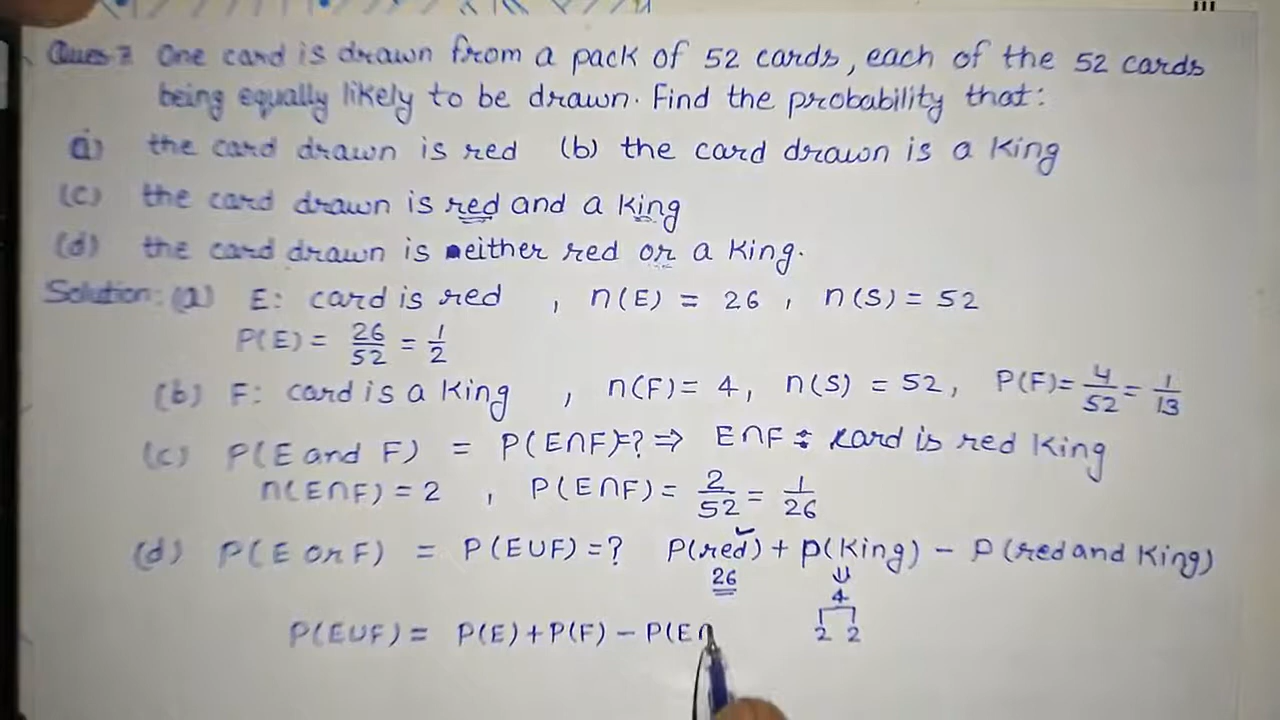 Ques 7 One card is drawn from a pack of 52 cards, each of the 52 cards
being equally likely to be drawn. Find the probability that:
a) the card drawn is red (b) the card drawn is a King
(c) the card drawn is red and a king
(d) the card drawn is neither red or a King.
Solution: (a) E: card is red , n(E) = 26 , n(S) = 52
P(E) = 26/52 = 1/2
(b) F: card is a King , n(F) = 4, n(S) = 52, P(F) = 4/52 = 1/13
(c) P(E and F) = P(E∩F)=? ⇒ E∩F : card is red King
n(E∩F) = 2 , P(E∩F) = 2/52 = 1/26
(d) P(E or F) = P(EUF) = ? P(red) + P(King) - P(red and King)
26 ⇓ 4
2 2
P(EUF) = P(E) + P(F) - P(E∩